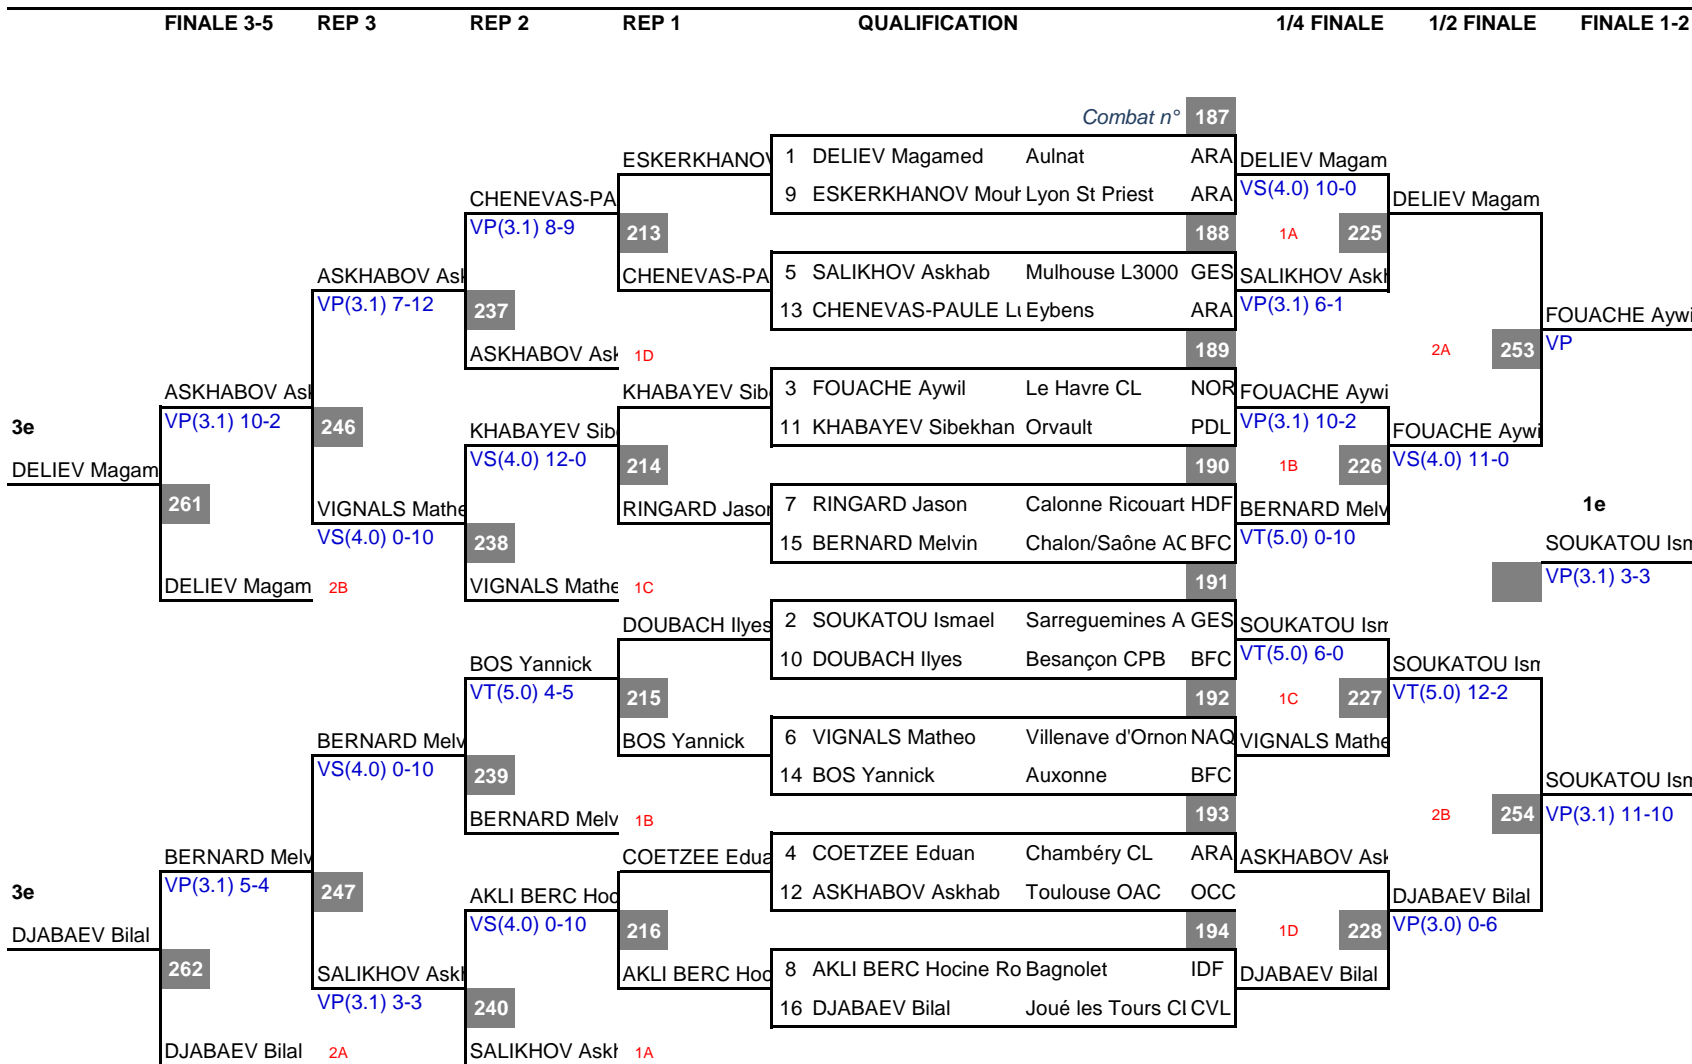 FINALE 3-5 REP 3 REP 2 REP 1 QUALIFICATION 1/4 FINALE 1/2 FINALE FINALE 1-2
Combat n° 187
ESKERKHANOV 1 DELIEV Magamed Aulnat ARA DELIEV Magam
CHENEVAS-PA 9 ESKERKHANOV Mouh Lyon St Priest ARA VS(4.0) 10-0 DELIEV Magam
VP(3.1) 8-9 213 188 1A 225
ASKHABOV Ask CHENEVAS-PA 5 SALIKHOV Askhab Mulhouse L3000 GES SALIKHOV Askh
VP(3.1) 7-12 237 13 CHENEVAS-PAULE Lu Eybens ARA VP(3.1) 6-1 FOUACHE Aywi
ASKHABOV Ask 1D 189 2A 253 VP
ASKHABOV Ask KHABAYEV Sib 3 FOUACHE Aywil Le Havre CL NOR FOUACHE Aywi
3e VP(3.1) 10-2 246 KHABAYEV Sib 11 KHABAYEV Sibekhan Orvault PDL VP(3.1) 10-2 FOUACHE Aywi
DELIEV Magam VS(4.0) 12-0 214 190 1B 226 VS(4.0) 11-0
261 VIGNALS Mathe RINGARD Jason 7 RINGARD Jason Calonne Ricouart HDF BERNARD Melv 1e
VS(4.0) 0-10 238 15 BERNARD Melvin Chalon/Saône AC BFC VT(5.0) 0-10 SOUKATOU Ism
DELIEV Magam 2B VIGNALS Mathe 1C 191 VP(3.1) 3-3
DOUBACH Ilyes 2 SOUKATOU Ismael Sarreguemines A GES SOUKATOU Ism
BOS Yannick 10 DOUBACH Ilyes Besançon CPB BFC VT(5.0) 6-0 SOUKATOU Ism
VT(5.0) 4-5 215 192 1C 227 VT(5.0) 12-2
BERNARD Melv BOS Yannick 6 VIGNALS Matheo Villenave d'Ornon NAQ VIGNALS Mathe
VS(4.0) 0-10 239 14 BOS Yannick Auxonne BFC SOUKATOU Ism
BERNARD Melv 1B 193 2B 254 VP(3.1) 11-10
BERNARD Melv COETZEE Edua 4 COETZEE Eduan Chambéry CL ARA ASKHABOV Ask
3e VP(3.1) 5-4 247 AKLI BERC Hoc 12 ASKHABOV Askhab Toulouse OAC OCC DJABAEV Bilal
DJABAEV Bilal VS(4.0) 0-10 216 194 1D 228 VP(3.0) 0-6
262 SALIKHOV Askh AKLI BERC Hoc 8 AKLI BERC Hocine Ro Bagnolet IDF DJABAEV Bilal
VP(3.1) 3-3 240 16 DJABAEV Bilal Joué les Tours CL CVL
DJABAEV Bilal 2A SALIKHOV Askh 1A